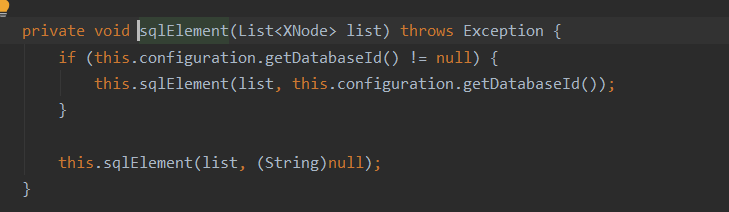 private void sqlElement(List<XNode> list) throws Exception {
if (this.configuration.getDatabaseId() != null) {
this.sqlElement(list, this.configuration.getDatabaseId());
}
this.sqlElement(list, (String)null);
}